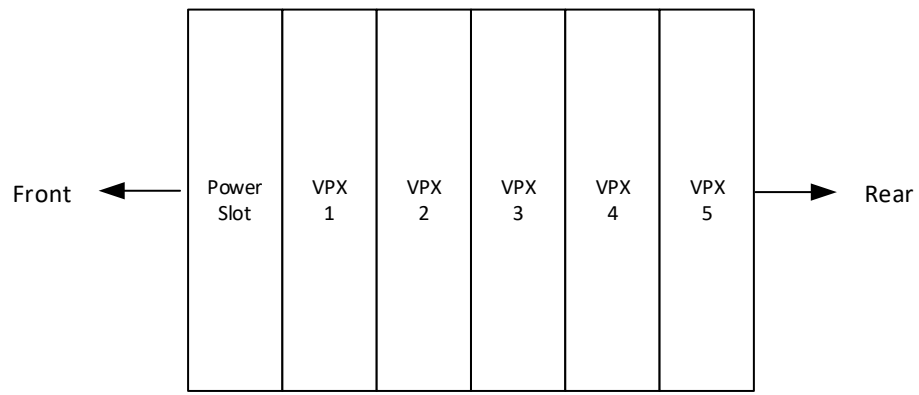 Front
Power
Slot
VPX
1
VPX
2
VPX
3
VPX
4
VPX
5
Rear